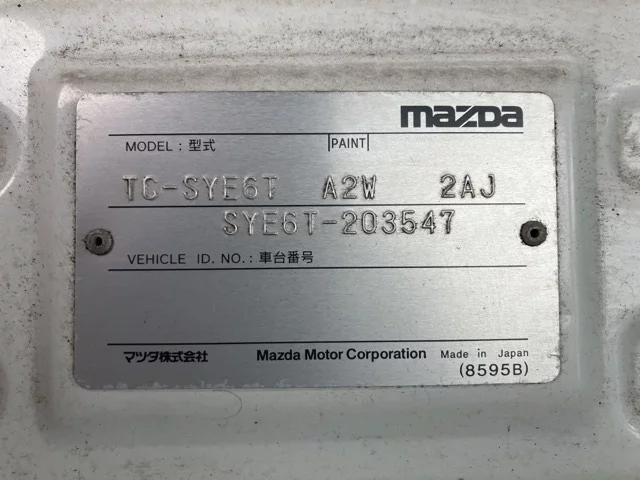 mazda
MODEL : 型式 |PAINT|
TC-SYE6T A2W 2AJ
SYE6T-203547
VEHICLE ID. NO. : 車台番号
マツダ株式会社 Mazda Motor Corporation Made in Japan
(8595B)